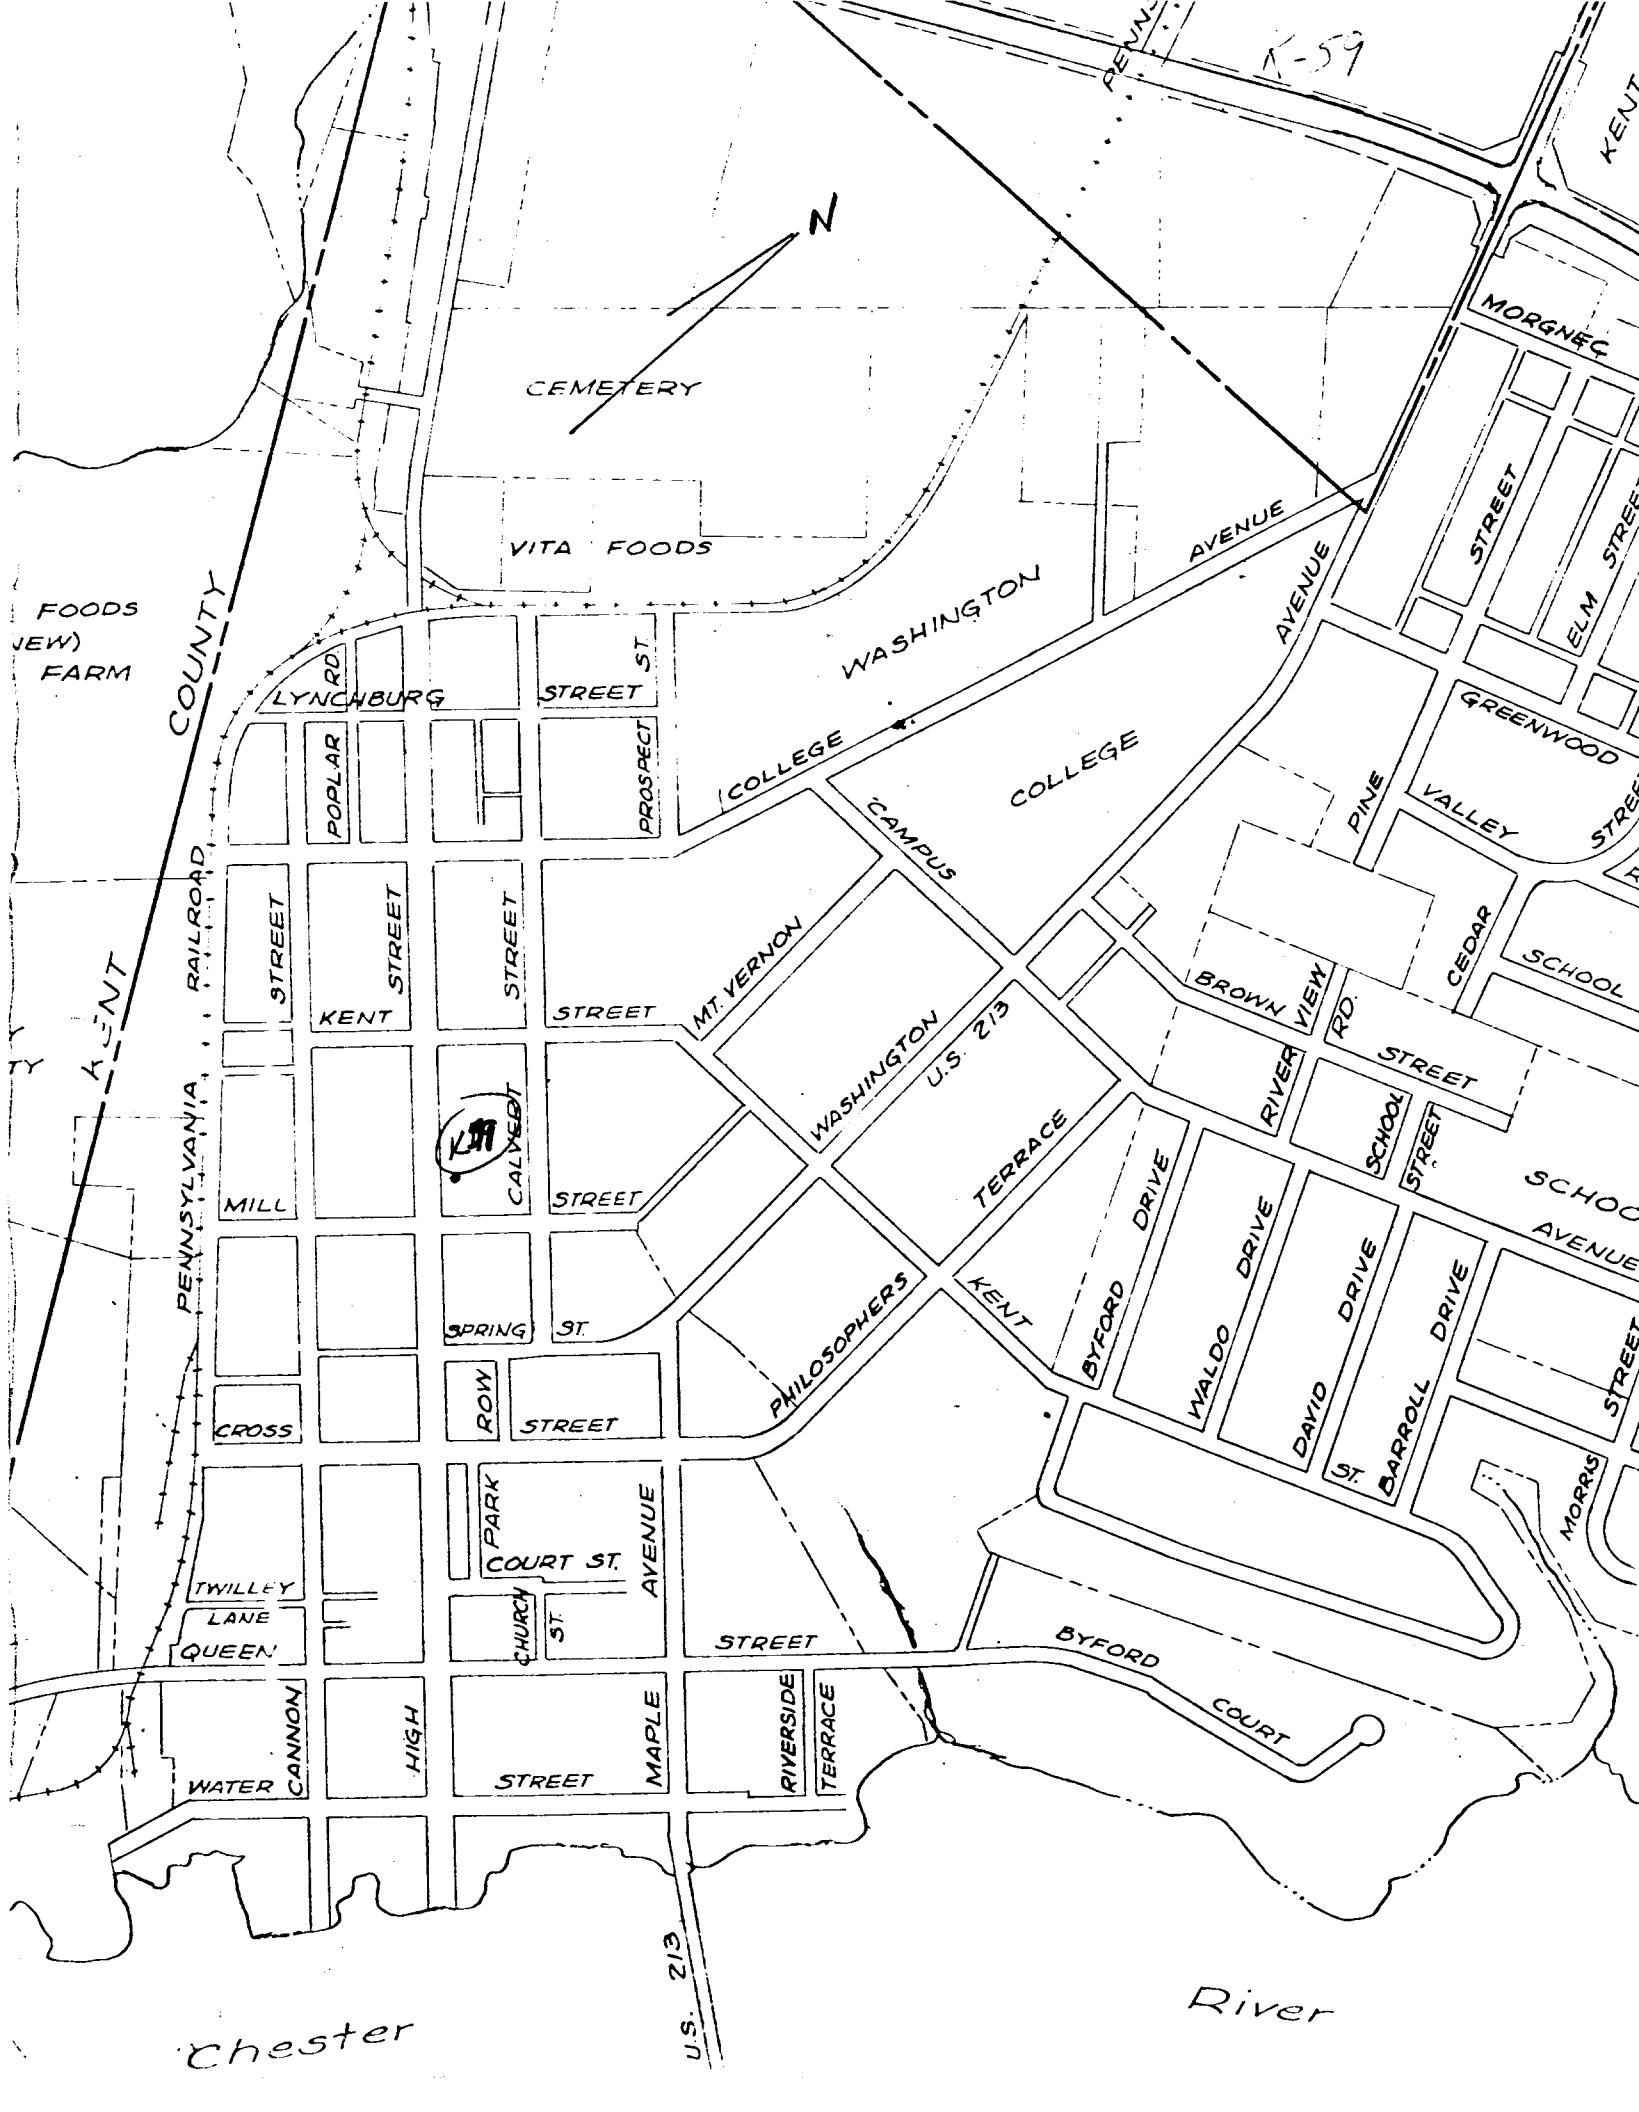 PENNS
K-59
KENT
N
MORGNEC
CEMETERY
STREET
STREET
AVENUE
VITA FOODS
AVENUE
WASHINGTON
ELM
FOODS
FARM
COUNTY
RD
ST.
LYNCHBURG
STREET
GREENWOOD
COLLEGE
COLLEGE
POPLAR
PROSPECT
PINE
VALLEY
STREE
CAMPUS
RAILROAD
STREET
STREET
STREET
MT. VERNON
CEDAR
SCHOOL
BROWN
VIEW
RD.
KENT
STREET
KENT
WASHINGTON
U.S. 213
STREET
PENNSYLVANIA
CALVERT
RIVER
SCHOOL
STREET
TERRACE
MILL
STREET
DRIVE
SCHOO
DRIVE
AVENUE
DRIVE
DRIVE
PHILOSOPHERS
KENT
SPRING
ST.
BYFORD
WALDO
STREET
ROW
CROSS
STREET
DAVID
BARROLL
ST.
MORRIS
PARK
AVENUE
COURT ST.
TWILLEY
LANE
CHURCH
ST.
QUEEN
STREET
BYFORD
COURT
CANNON
HIGH
MAPLE
RIVERSIDE
TERRACE
WATER
STREET
U.S. 213
River
Chester